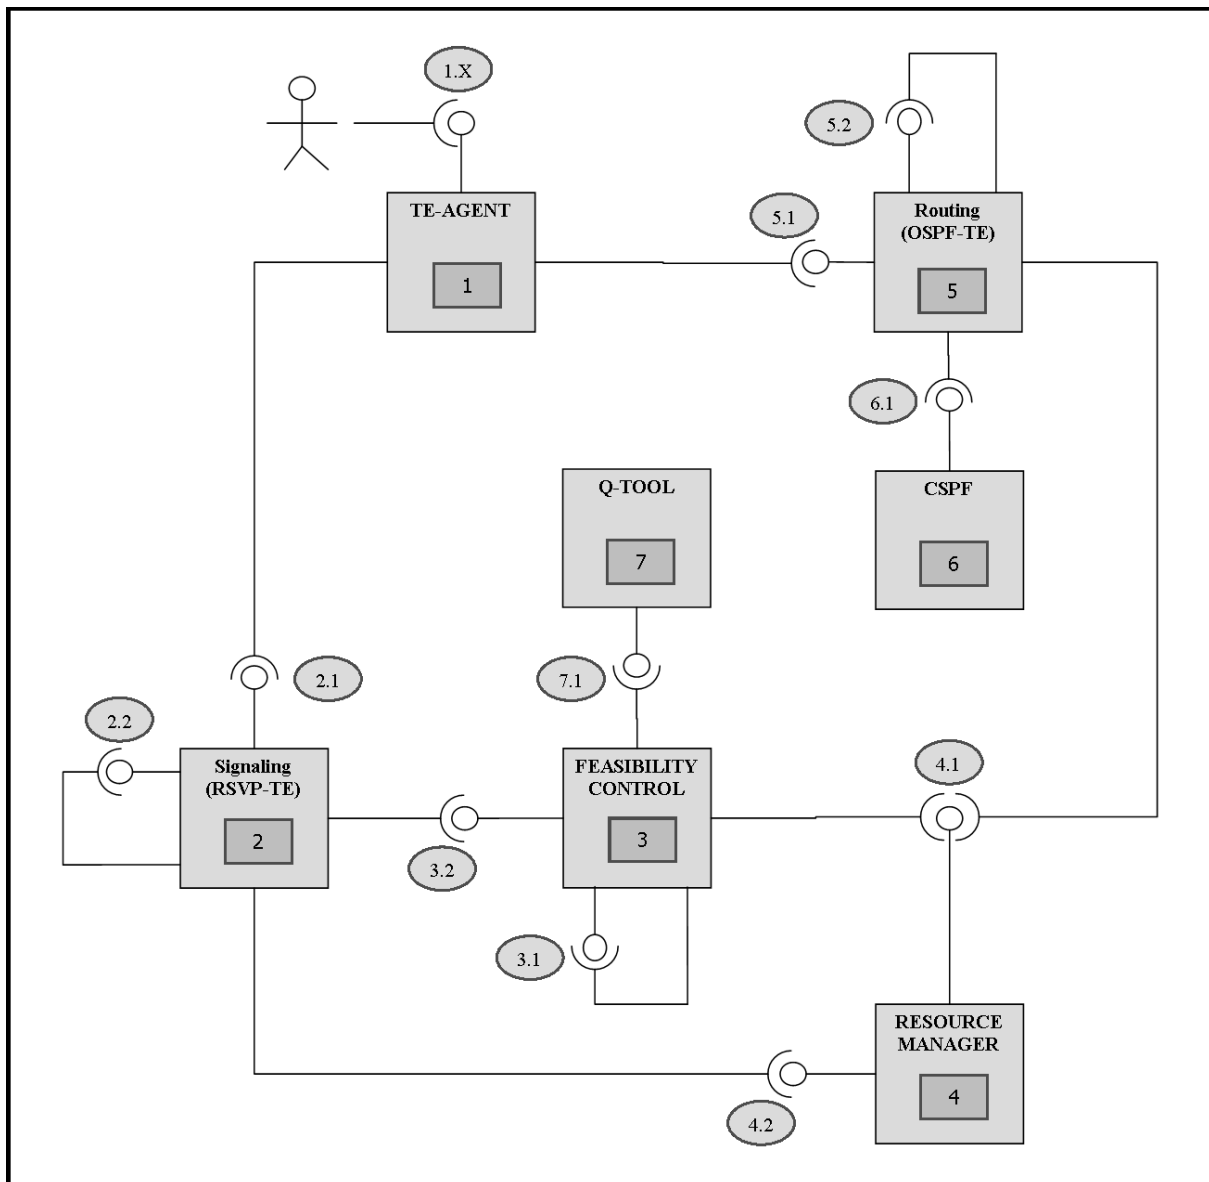 1.X
5.2
TE-AGENT
1
5.1
Routing
(OSPF-TE)
5
6.1
Q-TOOL
7
CSPF
6
2.1
7.1
2.2
Signaling
(RSVP-TE)
2
3.2
FEASIBILITY
CONTROL
3
4.1
3.1
RESOURCE
MANAGER
4
4.2